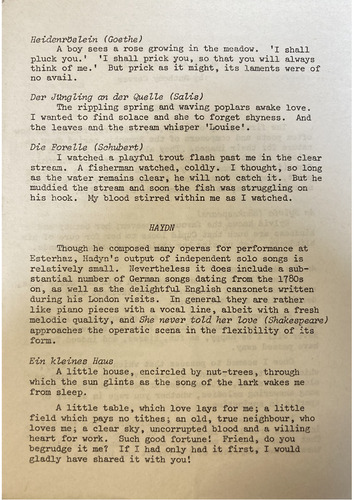 Heidenröslein (Goethe)
A boy sees a rose growing in the meadow. 'I shall
pluck you.' 'I shall prick you, so that you will always
think of me.' But prick as it might, its laments were of
no avail.
Der Jüngling an der Quelle (Salis)
The rippling spring and waving poplars awake love.
I wanted to find solace and she to forget shyness. And
the leaves and the stream whisper 'Louise'.
Die Forelle (Schubert)
I watched a playful trout flash past me in the clear
stream. A fisherman watched, coldly. I thought, so long
as the water remains clear, he will not catch it. But he
muddied the stream and soon the fish was struggling on
his hook. My blood stirred within me as I watched.
HAYDN
Though he composed many operas for performance at
Esterhaz, Hadyn's output of independent solo songs is
relatively small. Nevertheless it does include a sub-
stantial number of German songs dating from the 1780s
on, as well as the delightful English canzonets written
during his London visits. In general they are rather
like piano pieces with a vocal line, albeit with a fresh
melodic quality, and She never told her love (Shakespeare)
approaches the operatic scena in the flexibility of its
form.
Ein kleines Haus
A little house, encircled by nut-trees, through
which the sun glints as the song of the lark wakes me
from sleep.
A little table, which love lays for me; a little
field which pays no tithes; an old, true neighbour, who
loves me; a clear sky, uncorrupted blood and a willing
heart for work. Such good fortune! Friend, do you
begrudge it me? If I had only had it first, I would
gladly have shared it with you!